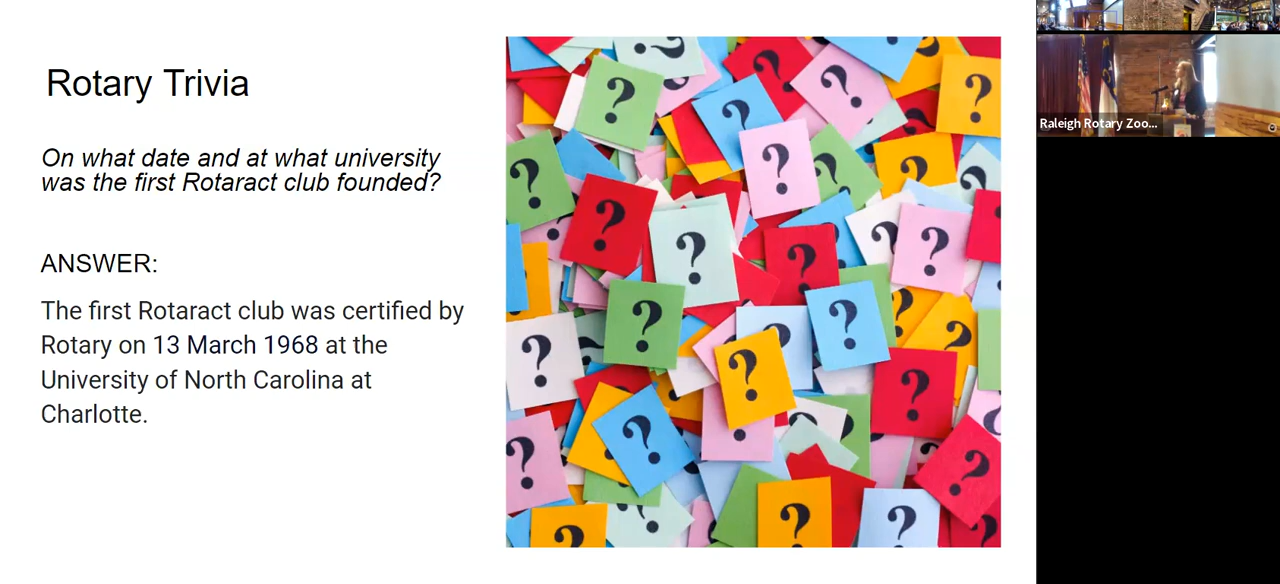 Rotary Trivia
On what date and at what university
was the first Rotaract club founded?
ANSWER:
The first Rotaract club was certified by
Rotary on 13 March 1968 at the
University of North Carolina at
Charlotte.
? ? ? ? ? ? ? ? ? ? ? ? ? ? ? ? ? ? ? ? ? ? ? ? ? ? ? ?
Raleigh Rotary Zoo...